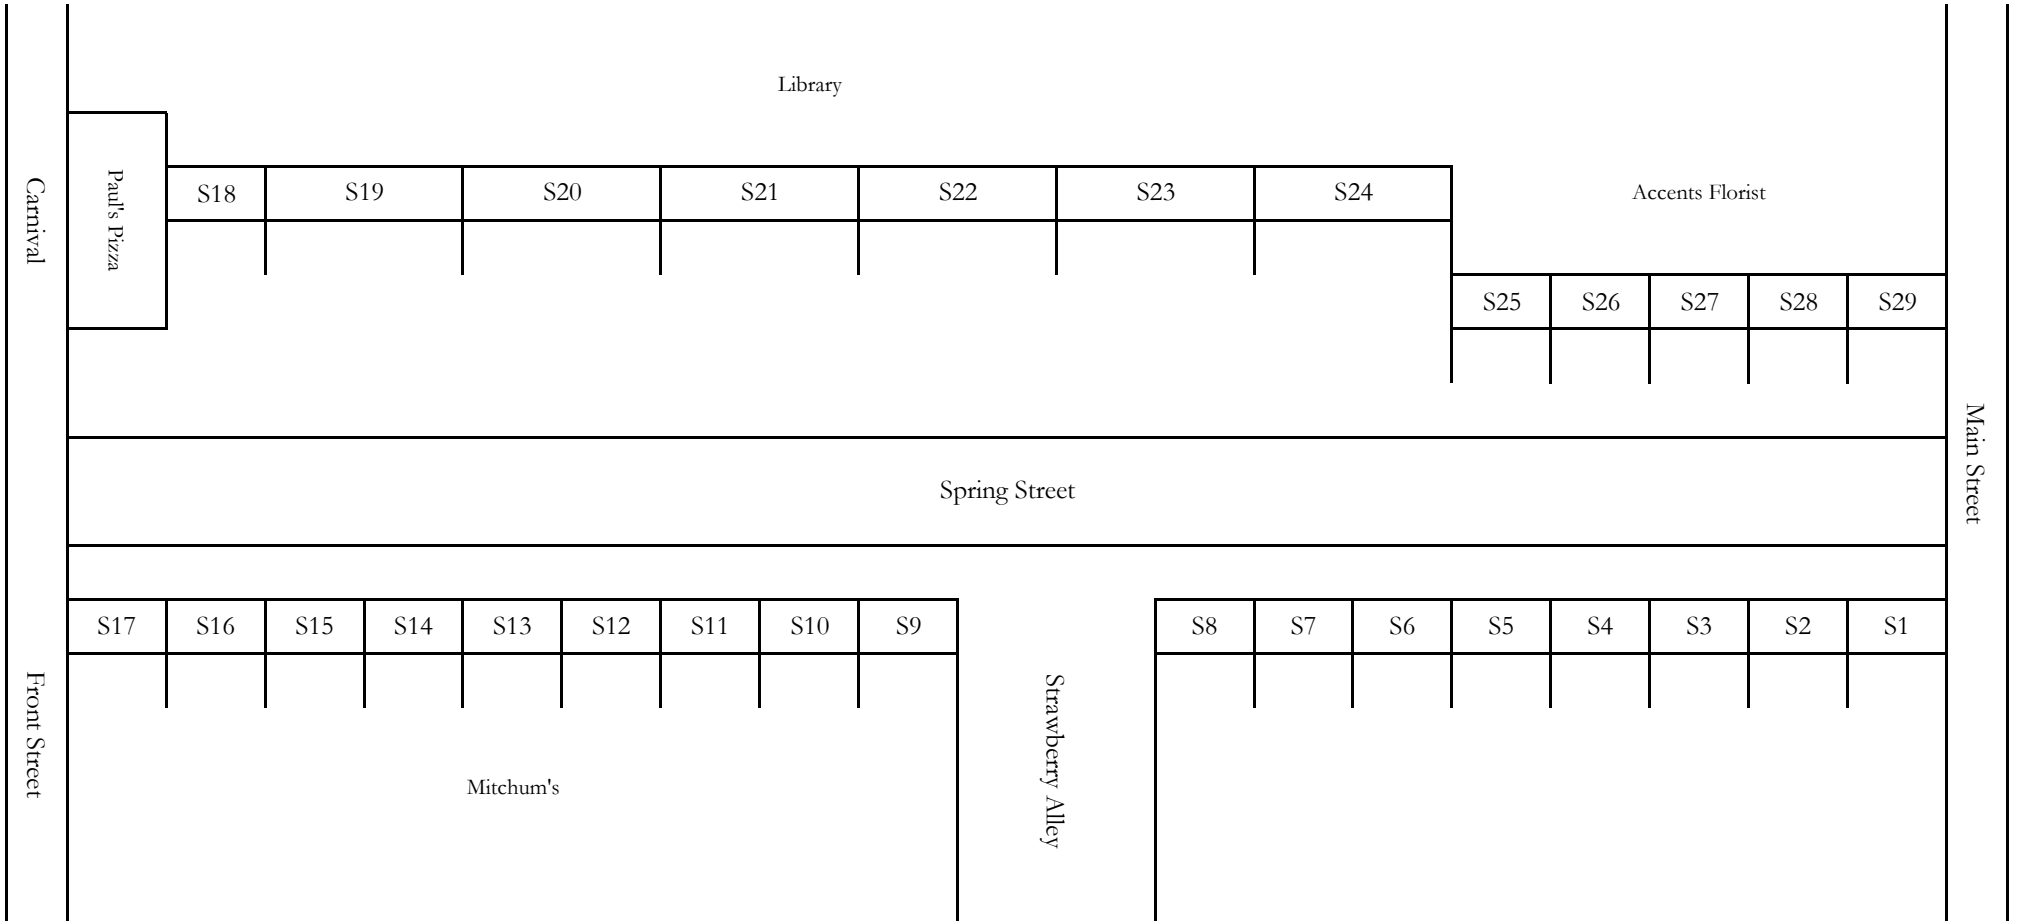 Library
Carnival
Paul's Pizza
S18
S19
S20
S21
S22
S23
S24
Accents Florist
S25
S26
S27
S28
S29
Main Street
Spring Street
S17
S16
S15
S14
S13
S12
S11
S10
S9
S8
S7
S6
S5
S4
S3
S2
S1
Front Street
Strawberry Alley
Mitchum's